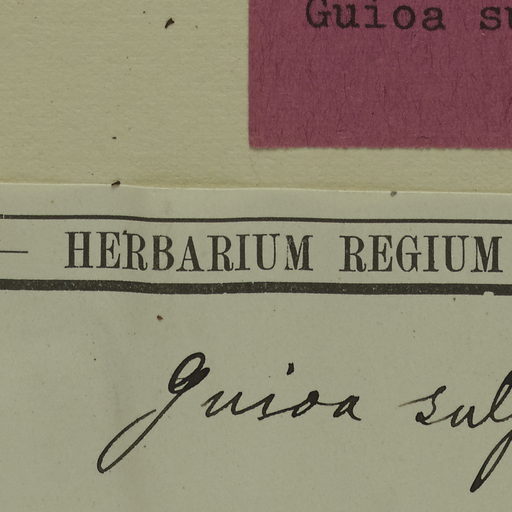 Guioa su
— HERBARIUM REGIUM
Guioa sul